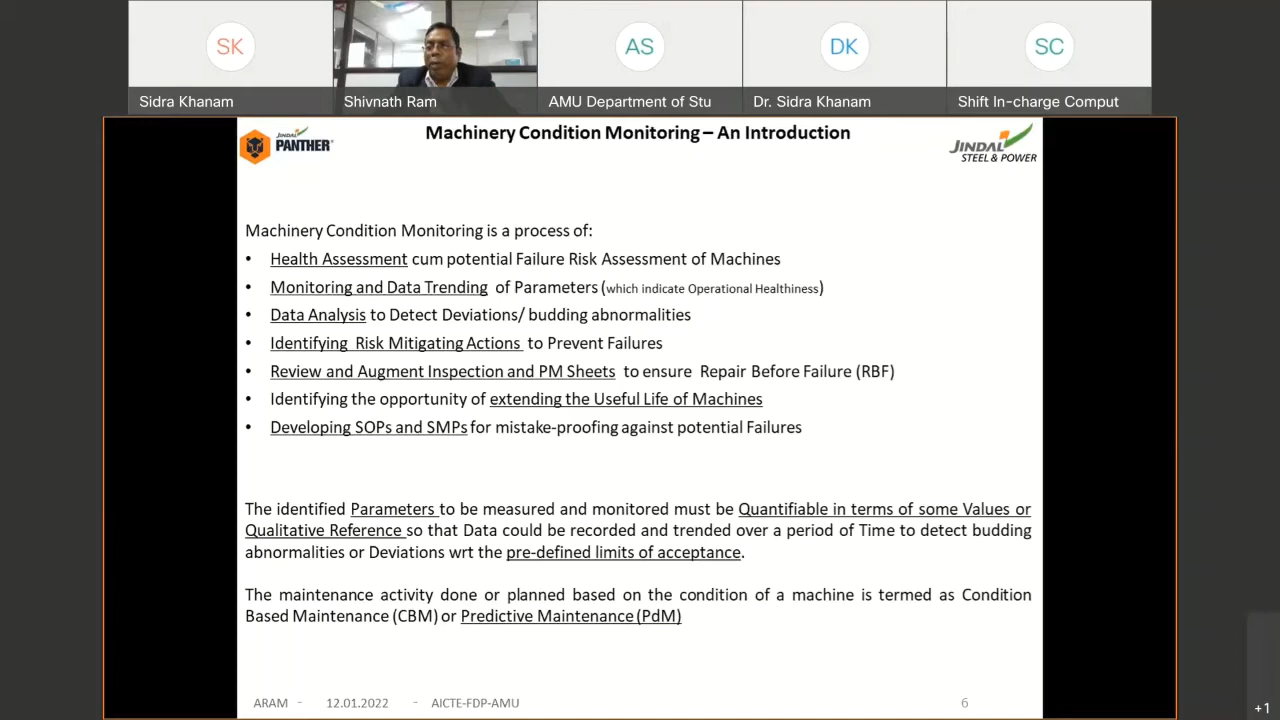 SK
AS
DK
SC
Sidra Khanam
Shivnath Ram
AMU Department of Stu
Dr. Sidra Khanam
Shift In-charge Comput
JINDAL
PANTHER
Machinery Condition Monitoring – An Introduction
JINDAL
STEEL & POWER
Machinery Condition Monitoring is a process of:
• Health Assessment cum potential Failure Risk Assessment of Machines
• Monitoring and Data Trending of Parameters (which indicate Operational Healthiness)
• Data Analysis to Detect Deviations/ budding abnormalities
• Identifying Risk Mitigating Actions to Prevent Failures
• Review and Augment Inspection and PM Sheets to ensure Repair Before Failure (RBF)
• Identifying the opportunity of extending the Useful Life of Machines
• Developing SOPs and SMPs for mistake-proofing against potential Failures
The identified Parameters to be measured and monitored must be Quantifiable in terms of some Values or
Qualitative Reference so that Data could be recorded and trended over a period of Time to detect budding
abnormalities or Deviations wrt the pre-defined limits of acceptance.
The maintenance activity done or planned based on the condition of a machine is termed as Condition
Based Maintenance (CBM) or Predictive Maintenance (PdM)
ARAM - 12.01.2022 - AICTE-FDP-AMU 6
+1